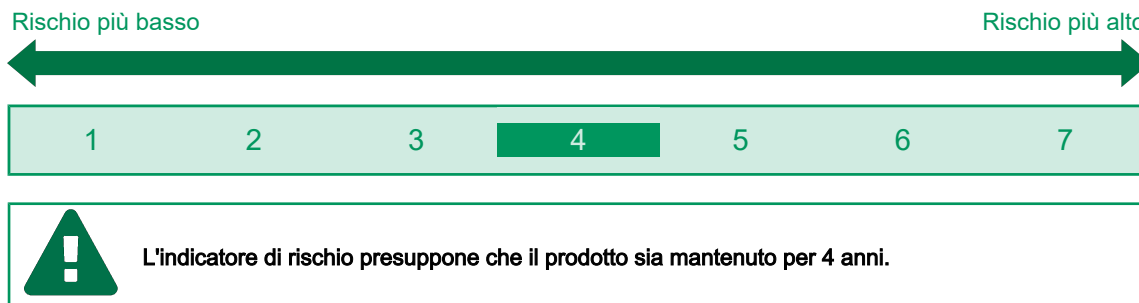 Rischio più basso Rischio più alto
1 2 3 4 5 6 7
L'indicatore di rischio presuppone che il prodotto sia mantenuto per 4 anni.